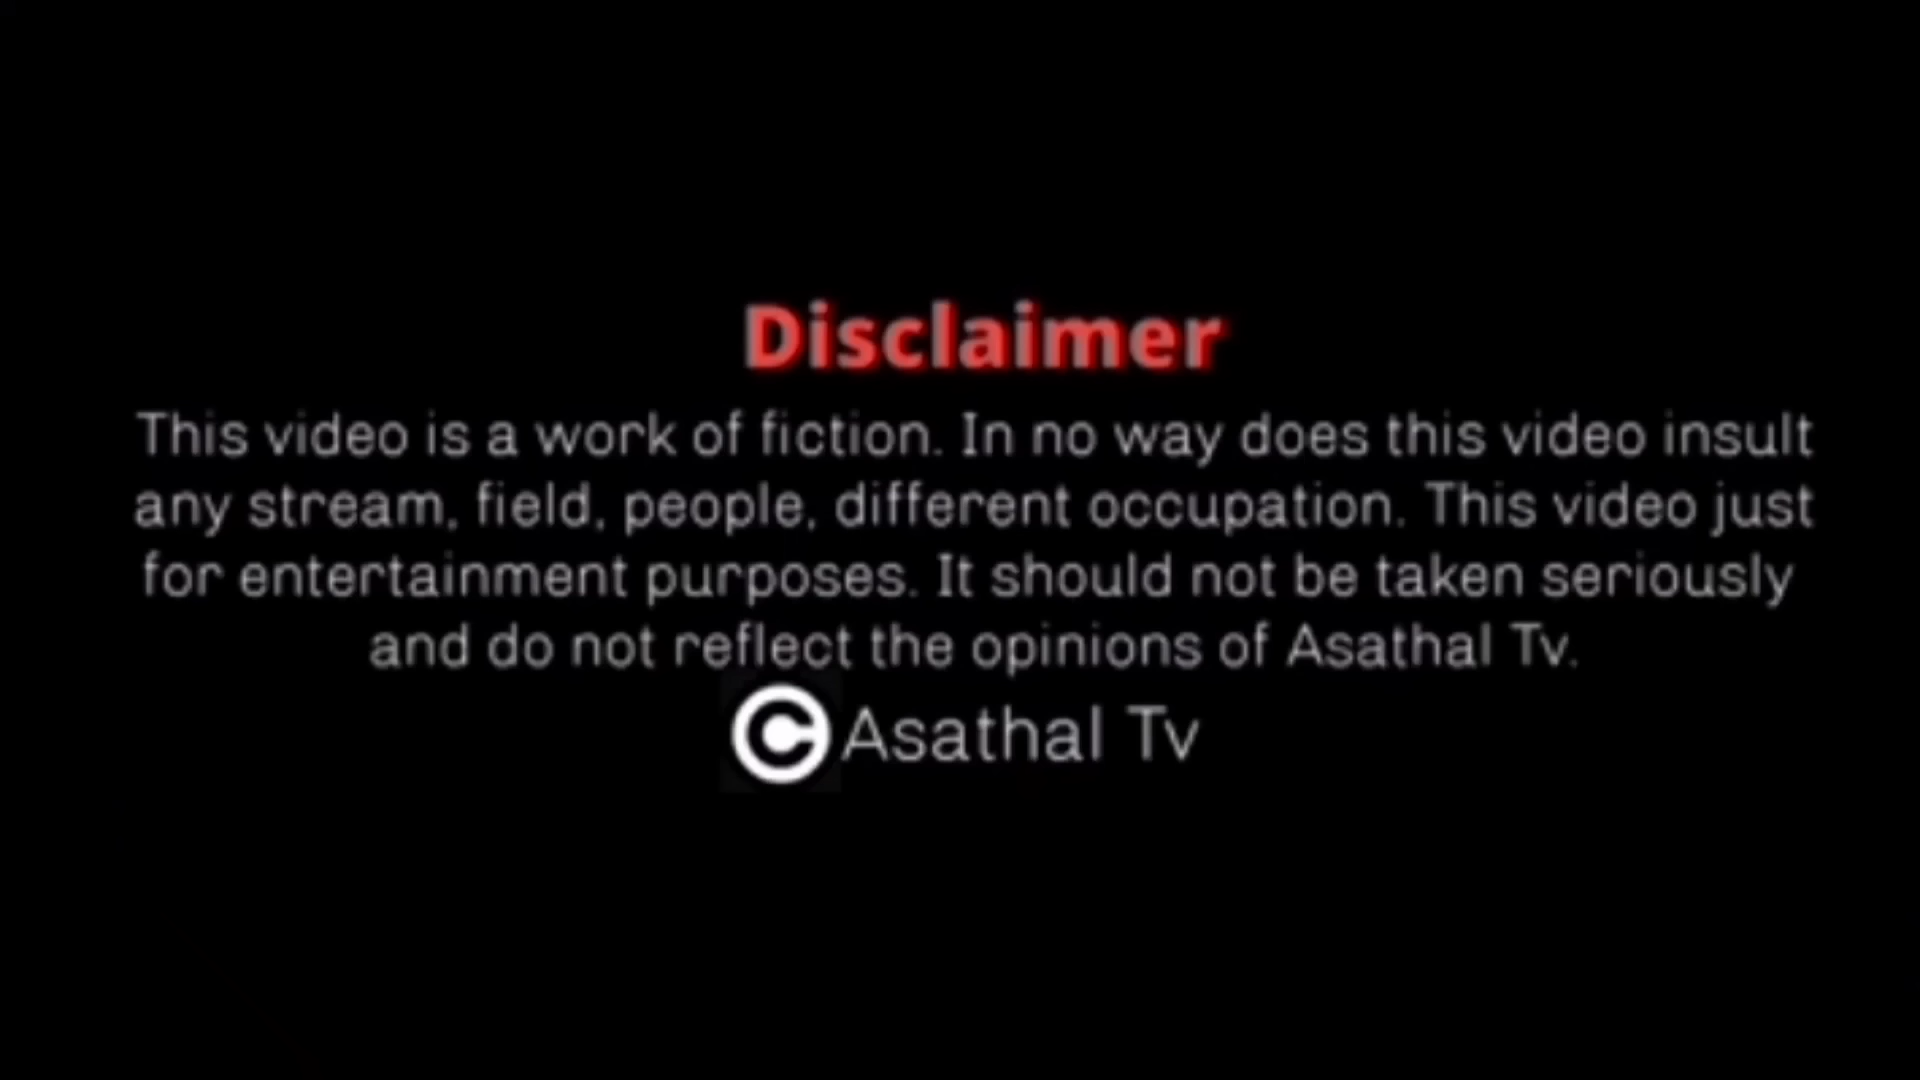 Disclaimer
This video is a work of fiction. In no way does this video insult
any stream, field, people, different occupation. This video just
for entertainment purposes. It should not be taken seriously
and do not reflect the opinions of Asathal Tv.
© Asathal Tv